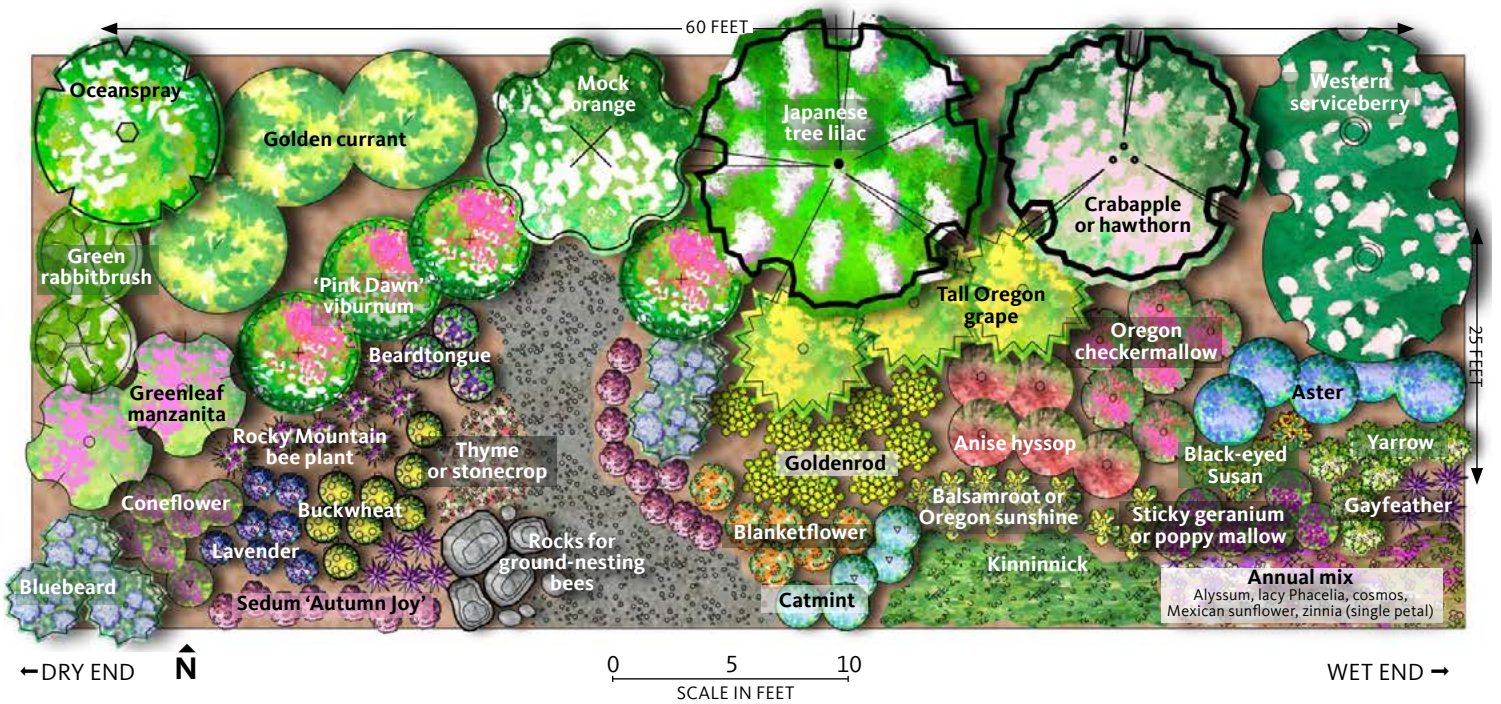 60 FEET
Oceanspray
Golden currant
Mock
orange
Japanese
tree lilac
Western
serviceberry
Crabapple
or hawthorn
Green
rabbitbrush
'Pink Dawn'
viburnum
Tall Oregon
grape
25 FEET
Beardtongue
Oregon
checkermallow
Greenleaf
manzanita
Aster
Rocky Mountain
bee plant
Thyme
or stonecrop
Goldenrod
Anise hyssop
Black-eyed
Susan
Yarrow
Coneflower
Buckwheat
Balsamroot or
Oregon sunshine
Gayfeather
Lavender
Rocks for
ground-nesting
bees
Blanketflower
Sticky geranium
or poppy mallow
Bluebeard
Sedum 'Autumn Joy'
Catmint
Kinninnick
Annual mix
Alyssum, lacy Phacelia, cosmos,
Mexican sunflower, zinnia (single petal)
←DRY END
N
0 5 10
SCALE IN FEET
WET END →